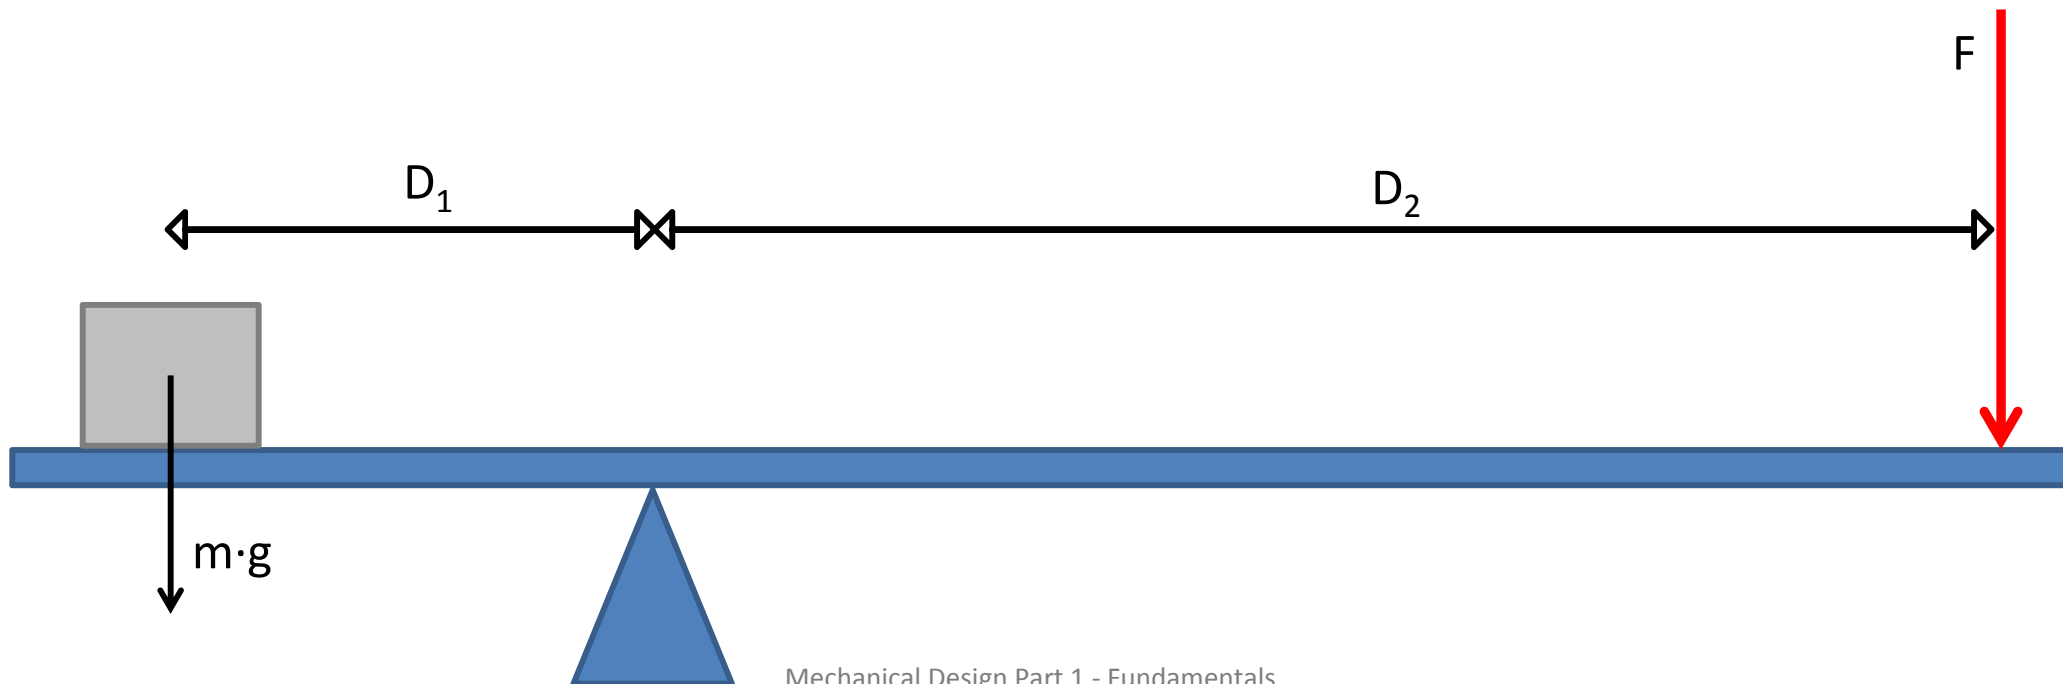 F
D₁
D₂
m·g
Mechanical Design Part 1 - Fundamentals